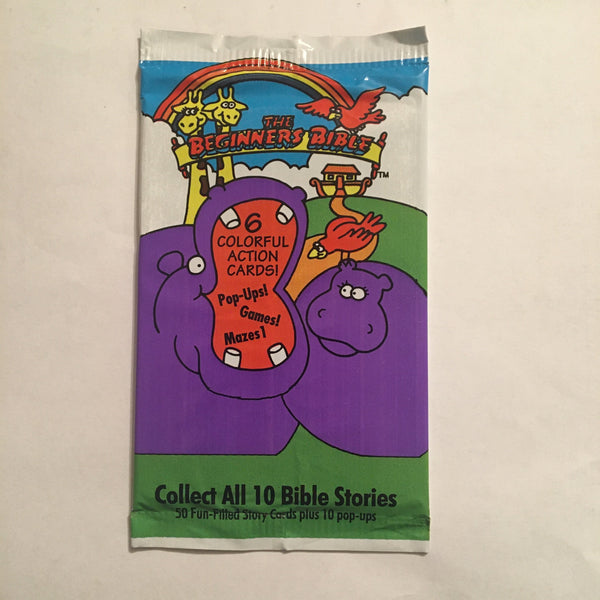 THE
BEGINNERS BIBLE
TM
6
COLORFUL
ACTION
CARDS!
Pop-Ups!
Games!
Mazes!
Collect All 10 Bible Stories
50 Fun-Filled Story Cards plus 10 pop-ups